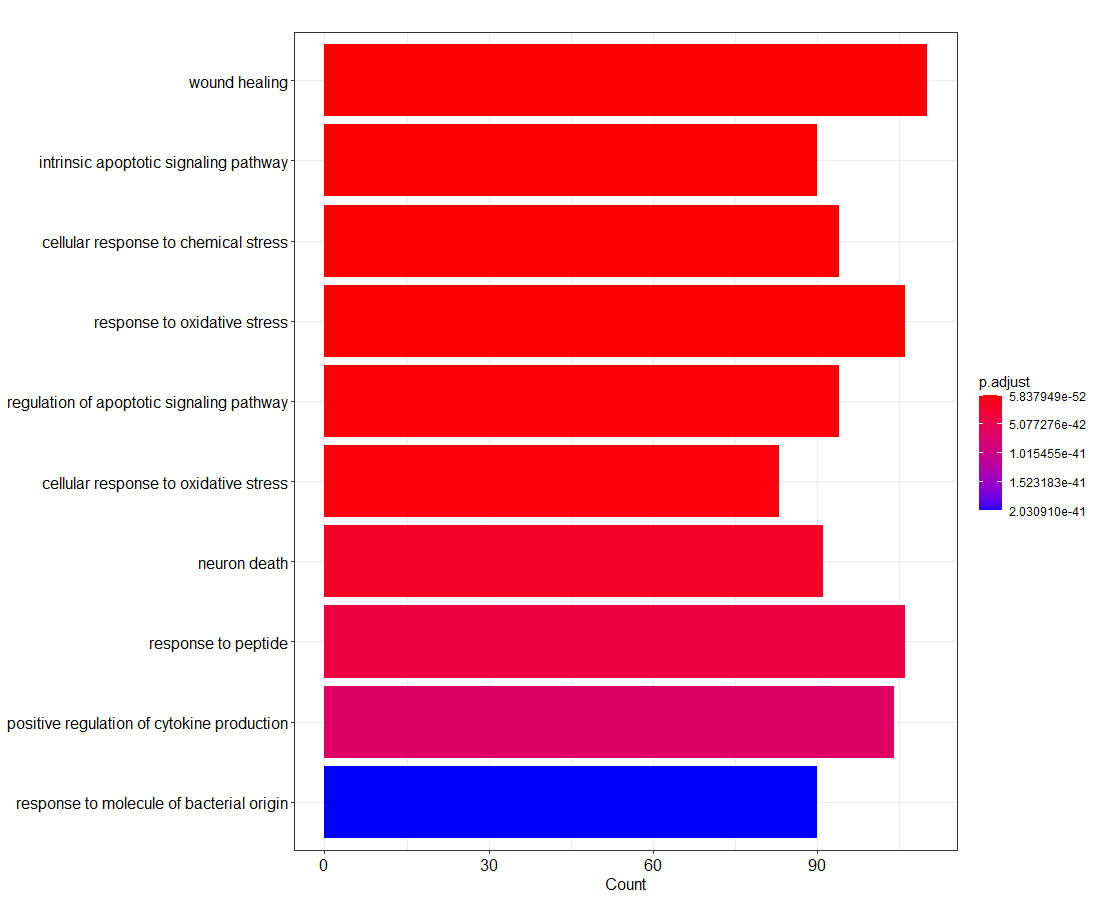 wound healing
intrinsic apoptotic signaling pathway
cellular response to chemical stress
response to oxidative stress
regulation of apoptotic signaling pathway
cellular response to oxidative stress
neuron death
response to peptide
positive regulation of cytokine production
response to molecule of bacterial origin
0 30 60 90
Count
p.adjust
5.837949e-52
5.077276e-42
1.015455e-41
1.523183e-41
2.030910e-41